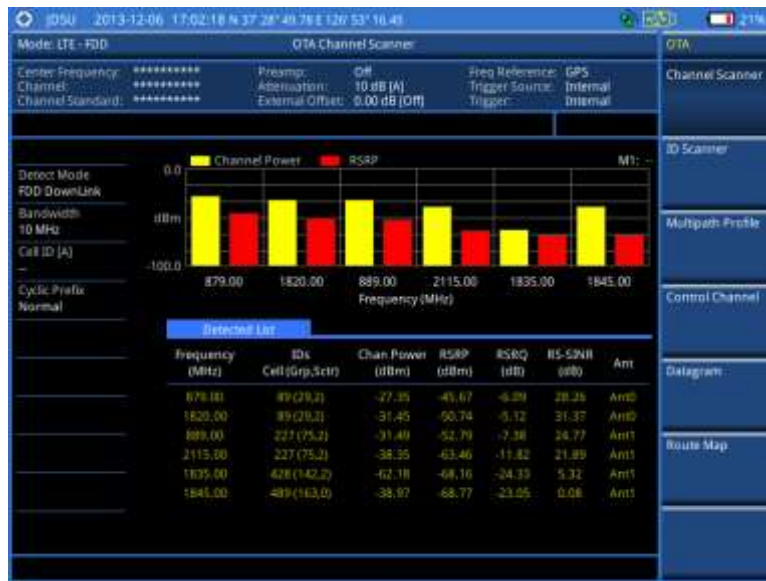 JDSU 2013-12-06 17:02:18 N 37° 28' 49.78 E 126° 53' 16.45 21%
Mode: LTE - FDD OTA Channel Scanner OTA
Center Frequency: **********
Channel: **********
Channel Standard: **********
Preamp: Off
Attenuation: 10 dB [A]
External Offset: 0.00 dB [Off]
Freq Reference: GPS
Trigger Source: Internal
Trigger: Internal
Channel Scanner
ID Scanner
Multipath Profile
Control Channel
Datagram
Route Map
Detect Mode
FDD DownLink
Bandwidth
10 MHz
Cell ID [A]
--
Cyclic Prefix
Normal
Channel Power RSRP M1: --
0.0
dBm
-100.0
879.00 1820.00 889.00 2115.00 1835.00 1845.00
Frequency (MHz)
Detected List
Frequency (MHz) IDs Cell (Grp,Sctr) Chan Power (dBm) RSRP (dBm) RSRQ (dB) RS-SINR (dB) Ant
879.00 89 (29,2) -27.35 -45.67 -6.09 28.26 Ant0
1820.00 89 (29,2) -31.45 -50.74 -5.12 31.37 Ant0
889.00 227 (75,2) -31.49 -52.79 -7.38 24.77 Ant1
2115.00 227 (75,2) -38.35 -63.46 -11.82 21.89 Ant1
1835.00 428 (142,2) -62.18 -68.16 -24.33 5.32 Ant1
1845.00 489 (163,0) -38.97 -68.77 -23.05 0.08 Ant1